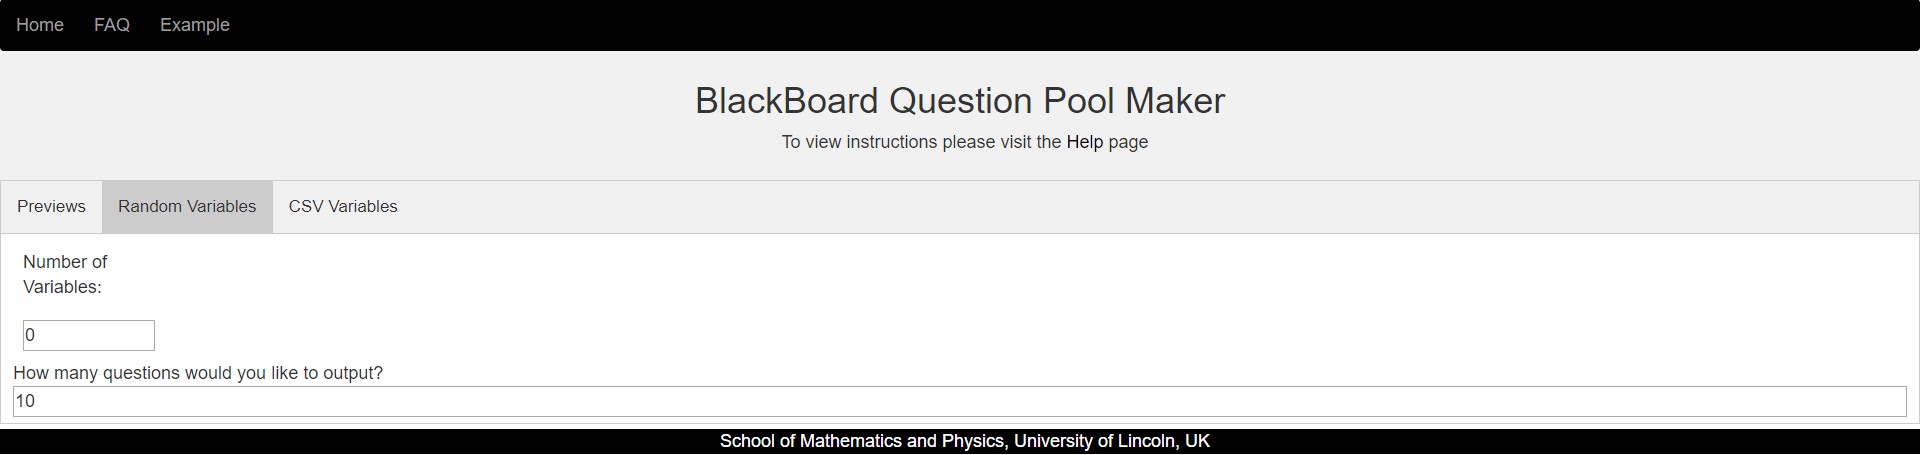 Home FAQ Example
BlackBoard Question Pool Maker
To view instructions please visit the Help page
Previews Random Variables CSV Variables
Number of
Variables:
0
How many questions would you like to output?
10
School of Mathematics and Physics, University of Lincoln, UK